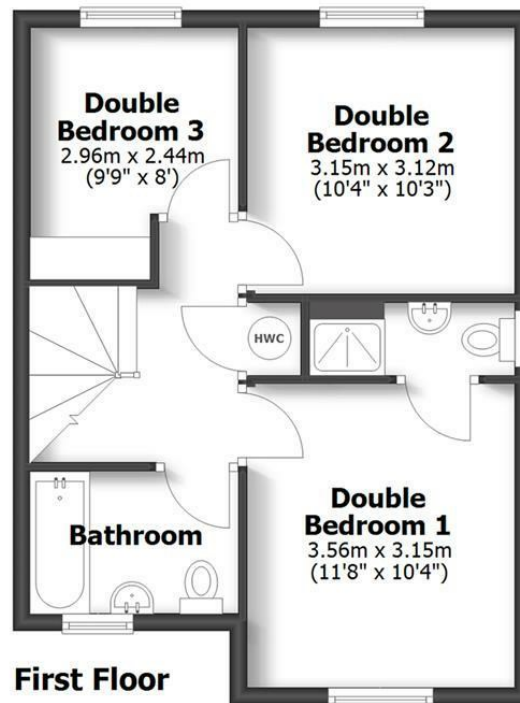 Double
Bedroom 3
2.96m x 2.44m
(9'9" x 8')
Double
Bedroom 2
3.15m x 3.12m
(10'4" x 10'3")
HWC
Double
Bedroom 1
3.56m x 3.15m
(11'8" x 10'4")
Bathroom
First Floor